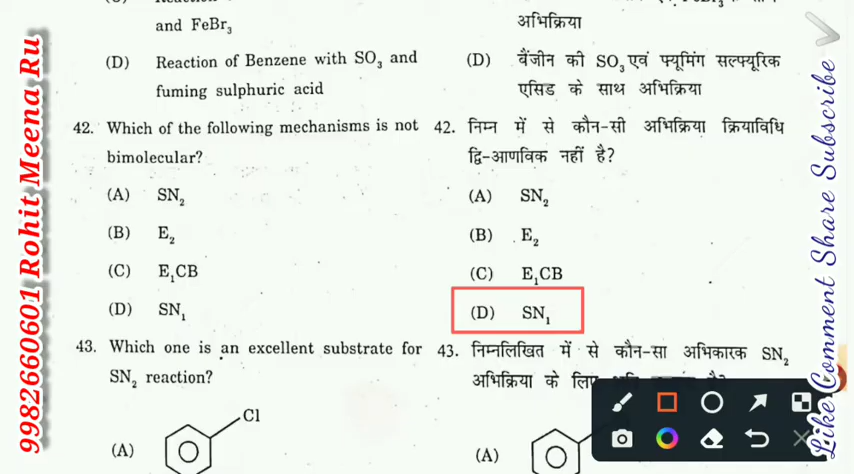 and FeBr₃
(D) Reaction of Benzene with SO₃ and
fuming sulphuric acid
42. Which of the following mechanisms is not
bimolecular?
(A) SN₂
(B) E₂
(C) E₁CB
(D) SN₁
43. Which one is an excellent substrate for
SN₂ reaction?
Cl
(A)
अभिक्रिया
(D) बैंजीन की SO₃ एवं फ्यूमिंग सल्फ्यूरिक
एसिड के साथ अभिक्रिया
42. निम्न में से कौन-सी अभिक्रिया क्रियाविधि
द्वि-आणविक नहीं है?
(A) SN₂
(B) E₂
(C) E₁CB
(D) SN₁
43. निम्नलिखित में से कौन-सा अभिकारक SN₂
अभिक्रिया के
(A)
9982660601 Rohit Meena Ru
Like Comment Share Subscribe